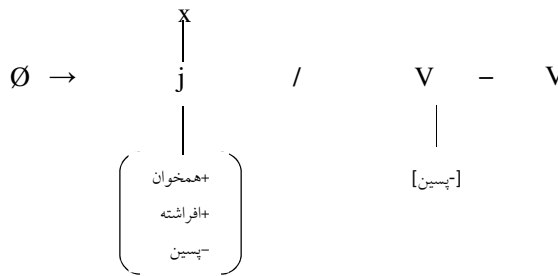 x
Ø → j / V – V
+همخوان
[-پسین]
+افراشته
–پسین